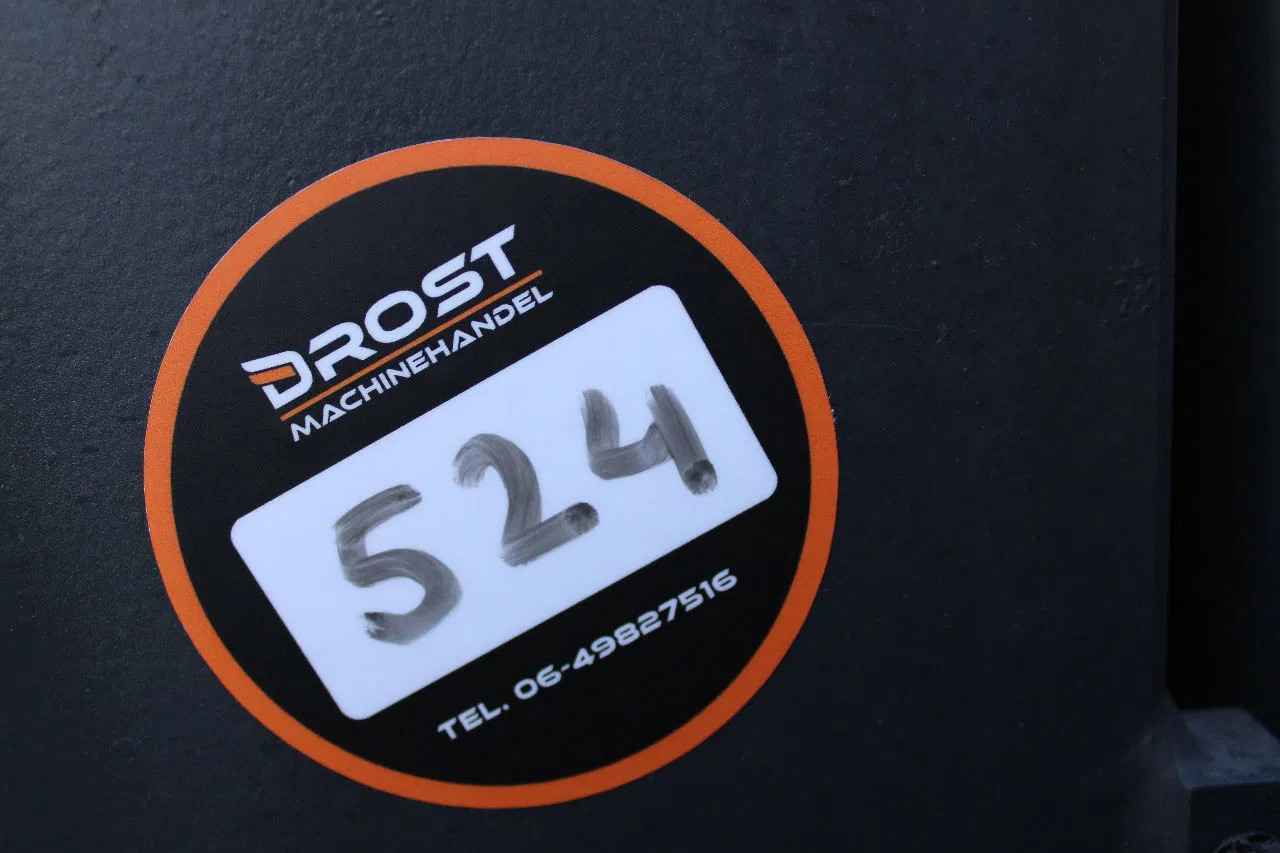 DROST
MACHINEHANDEL
524
TEL. 06-49827516